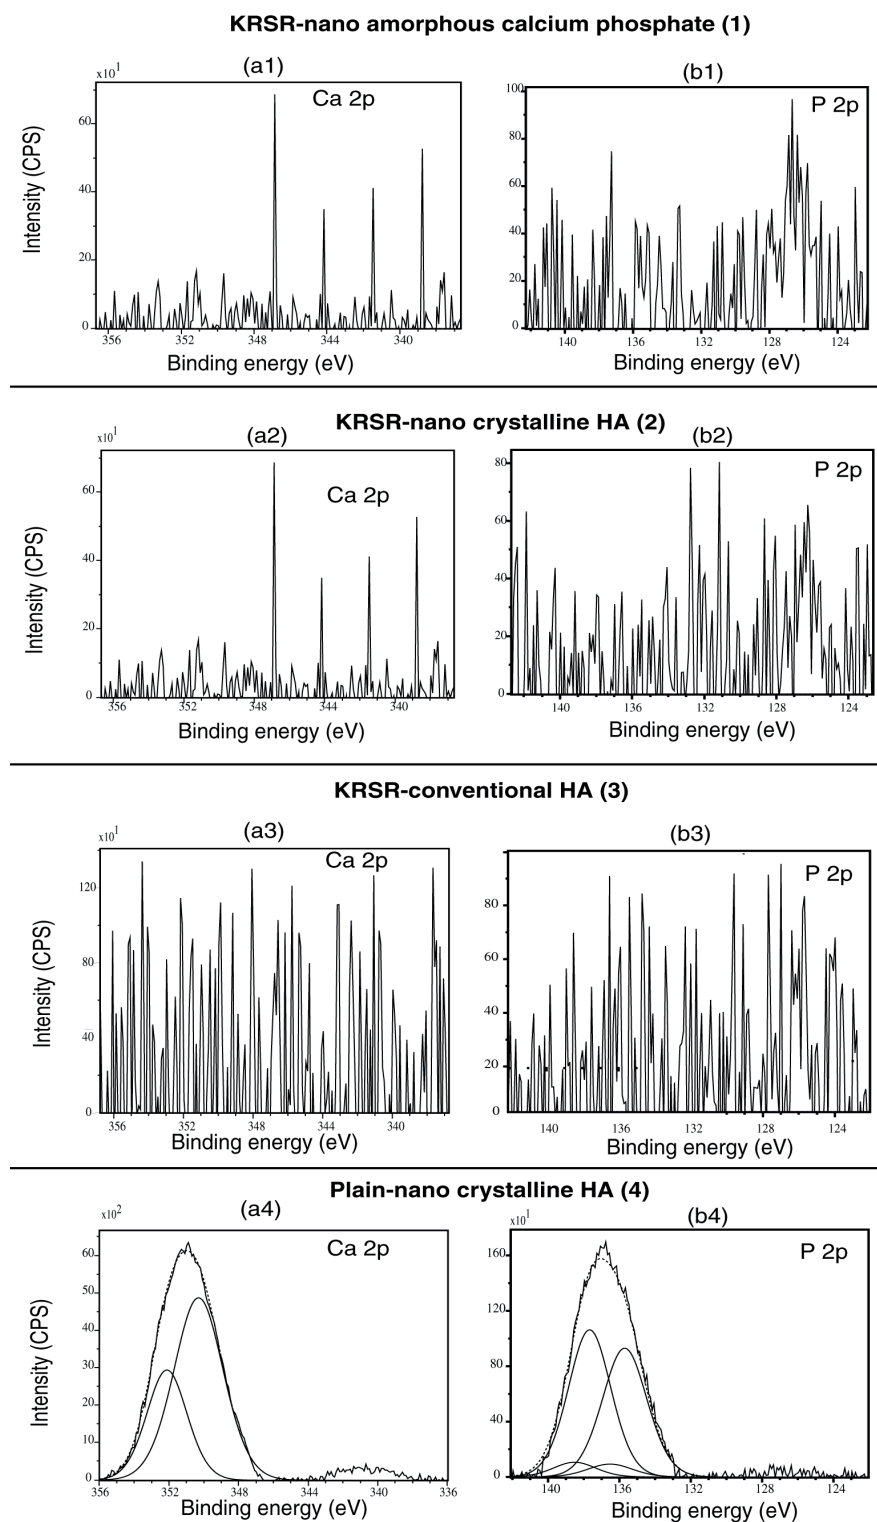 KRSR-nano amorphous calcium phosphate (1)
(a1)
x10¹
Ca 2p
Intensity (CPS)
60
40
20
0
356 352 348 344 340
Binding energy (eV)
(b1)
P 2p
100
80
60
40
20
0
140 136 132 128 124
Binding energy (eV)
KRSR-nano crystalline HA (2)
(a2)
x10¹
Ca 2p
Intensity (CPS)
60
40
20
0
356 352 348 344 340
Binding energy (eV)
(b2)
P 2p
80
60
40
20
0
140 136 132 128 124
Binding energy (eV)
KRSR-conventional HA (3)
(a3)
x10¹
Ca 2p
Intensity (CPS)
120
80
40
0
356 352 348 344 340
Binding energy (eV)
(b3)
P 2p
80
60
40
20
0
140 136 132 128 124
Binding energy (eV)
Plain-nano crystalline HA (4)
(a4)
x10²
Ca 2p
Intensity (CPS)
60
50
40
30
20
10
0
356 352 348 344 340 336
Binding energy (eV)
(b4)
x10¹
P 2p
160
120
80
40
0
140 136 132 128 124
Binding energy (eV)